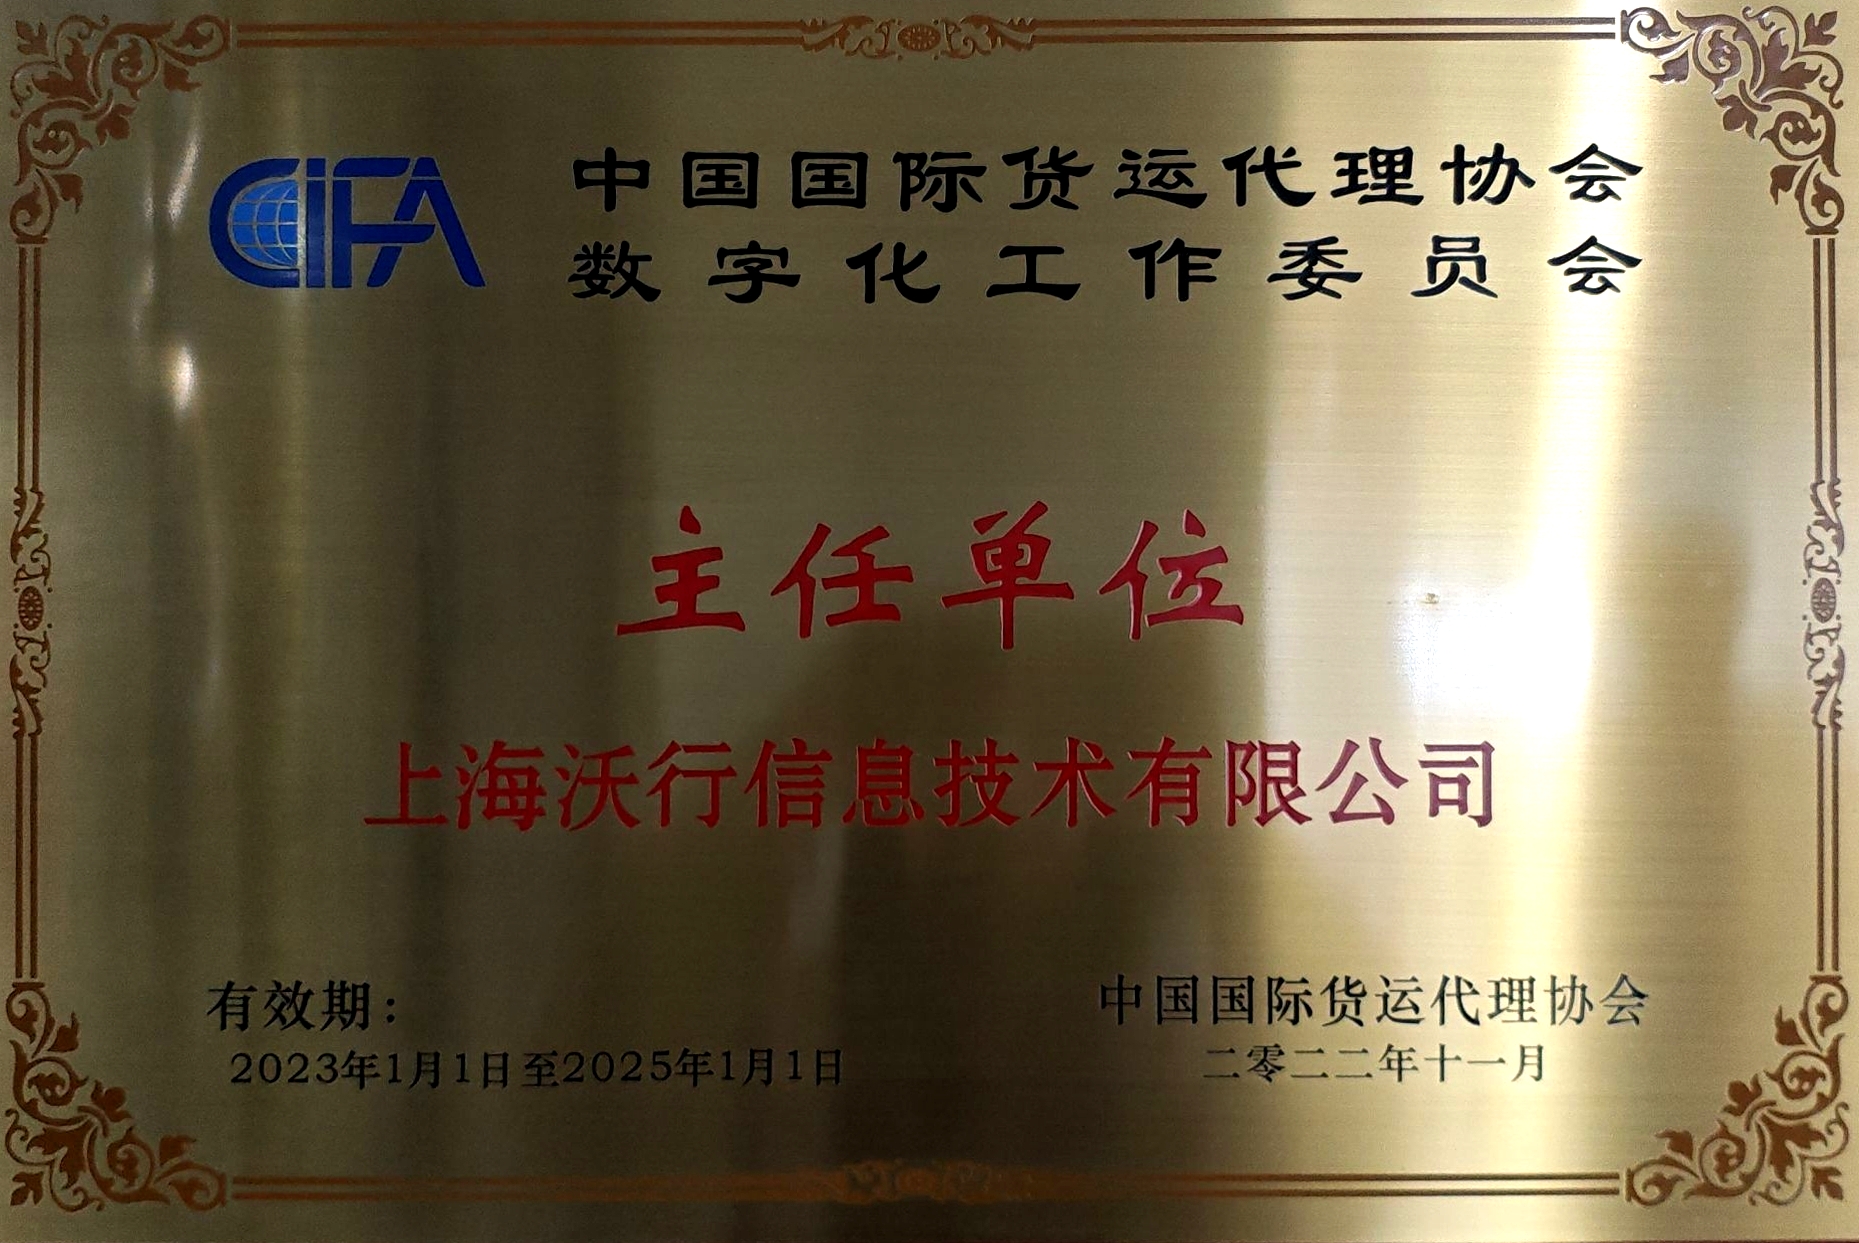 CIFA
中国国际货运代理协会
数字化工作委员会
主任单位
上海沃行信息技术有限公司
有效期:
2023年1月1日至2025年1月1日
中国国际货运代理协会
二零二二年十一月